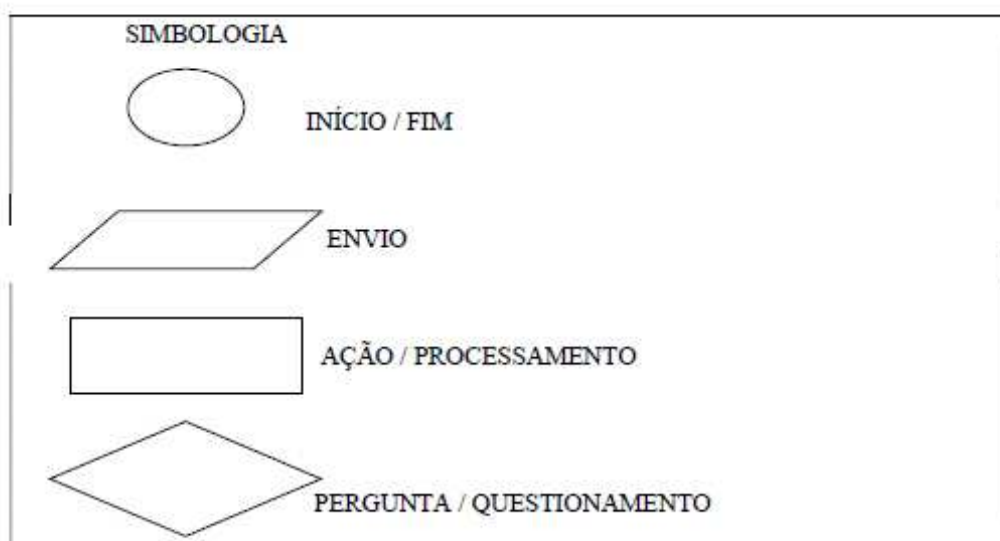 SIMBOLOGIA
INÍCIO / FIM
ENVIO
AÇÃO / PROCESSAMENTO
PERGUNTA / QUESTIONAMENTO